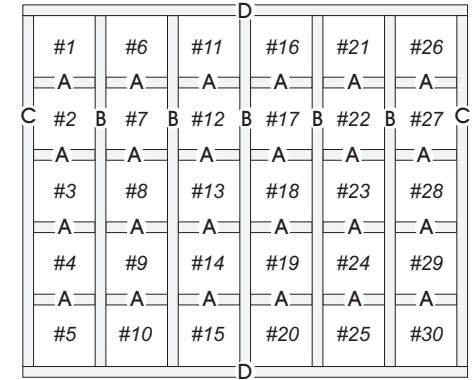 D
#1 #6 #11 #16 #21 #26
A A A A A A
C #2 B #7 B #12 B #17 B #22 B #27 C
A A A A A A
#3 #8 #13 #18 #23 #28
A A A A A A
#4 #9 #14 #19 #24 #29
A A A A A A
#5 #10 #15 #20 #25 #30
D